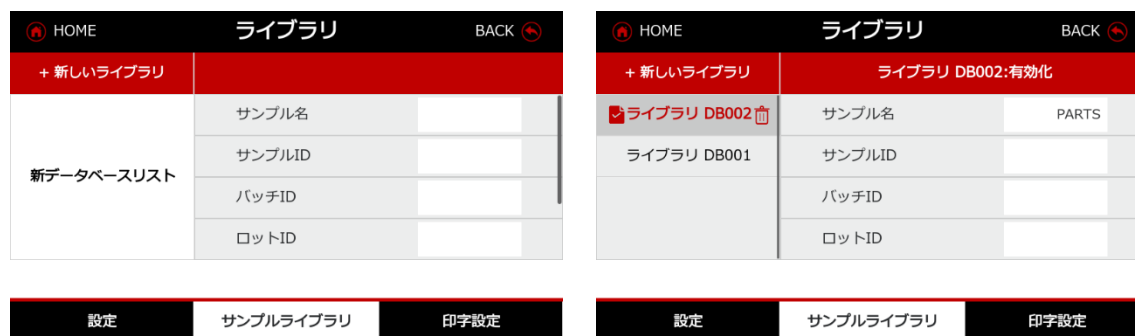 HOME ライブラリ BACK
+ 新しいライブラリ
新データベースリスト
サンプル名
サンプルID
バッチID
ロットID
設定 サンプルライブラリ 印字設定
HOME ライブラリ BACK
+ 新しいライブラリ ライブラリ DB002:有効化
ライブラリ DB002
ライブラリ DB001
サンプル名 PARTS
サンプルID
バッチID
ロットID
設定 サンプルライブラリ 印字設定